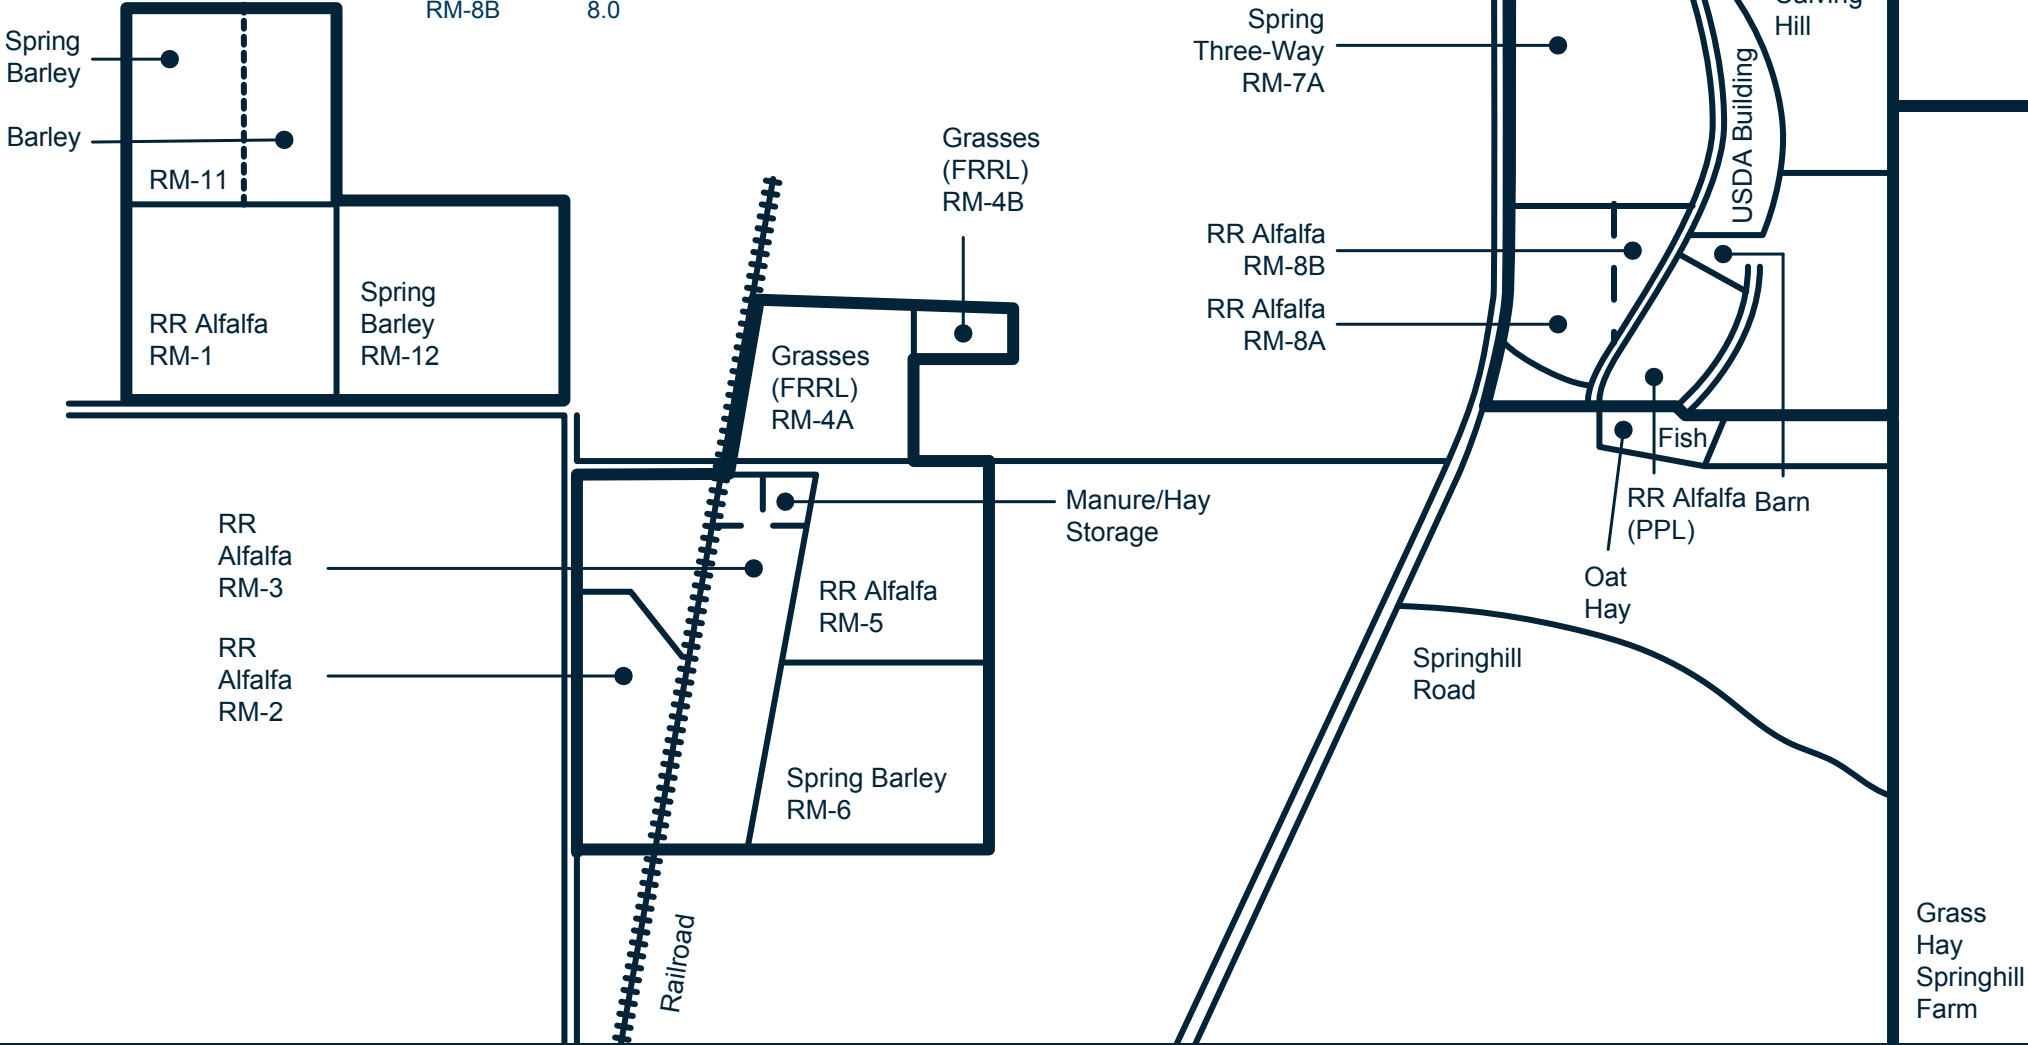 RM-8B 8.0
Spring
Barley
Barley
RM-11
RR Alfalfa
RM-1
Spring
Barley
RM-12
Grasses
(FRRL)
RM-4B
Grasses
(FRRL)
RM-4A
Spring
Three-Way
RM-7A
Hill
USDA Building
RR Alfalfa
RM-8B
RR Alfalfa
RM-8A
Fish
RR Alfalfa
(PPL)
Barn
Oat
Hay
Manure/Hay
Storage
RR
Alfalfa
RM-3
RR Alfalfa
RM-5
RR
Alfalfa
RM-2
Spring Barley
RM-6
Springhill
Road
Railroad
Grass
Hay
Springhill
Farm